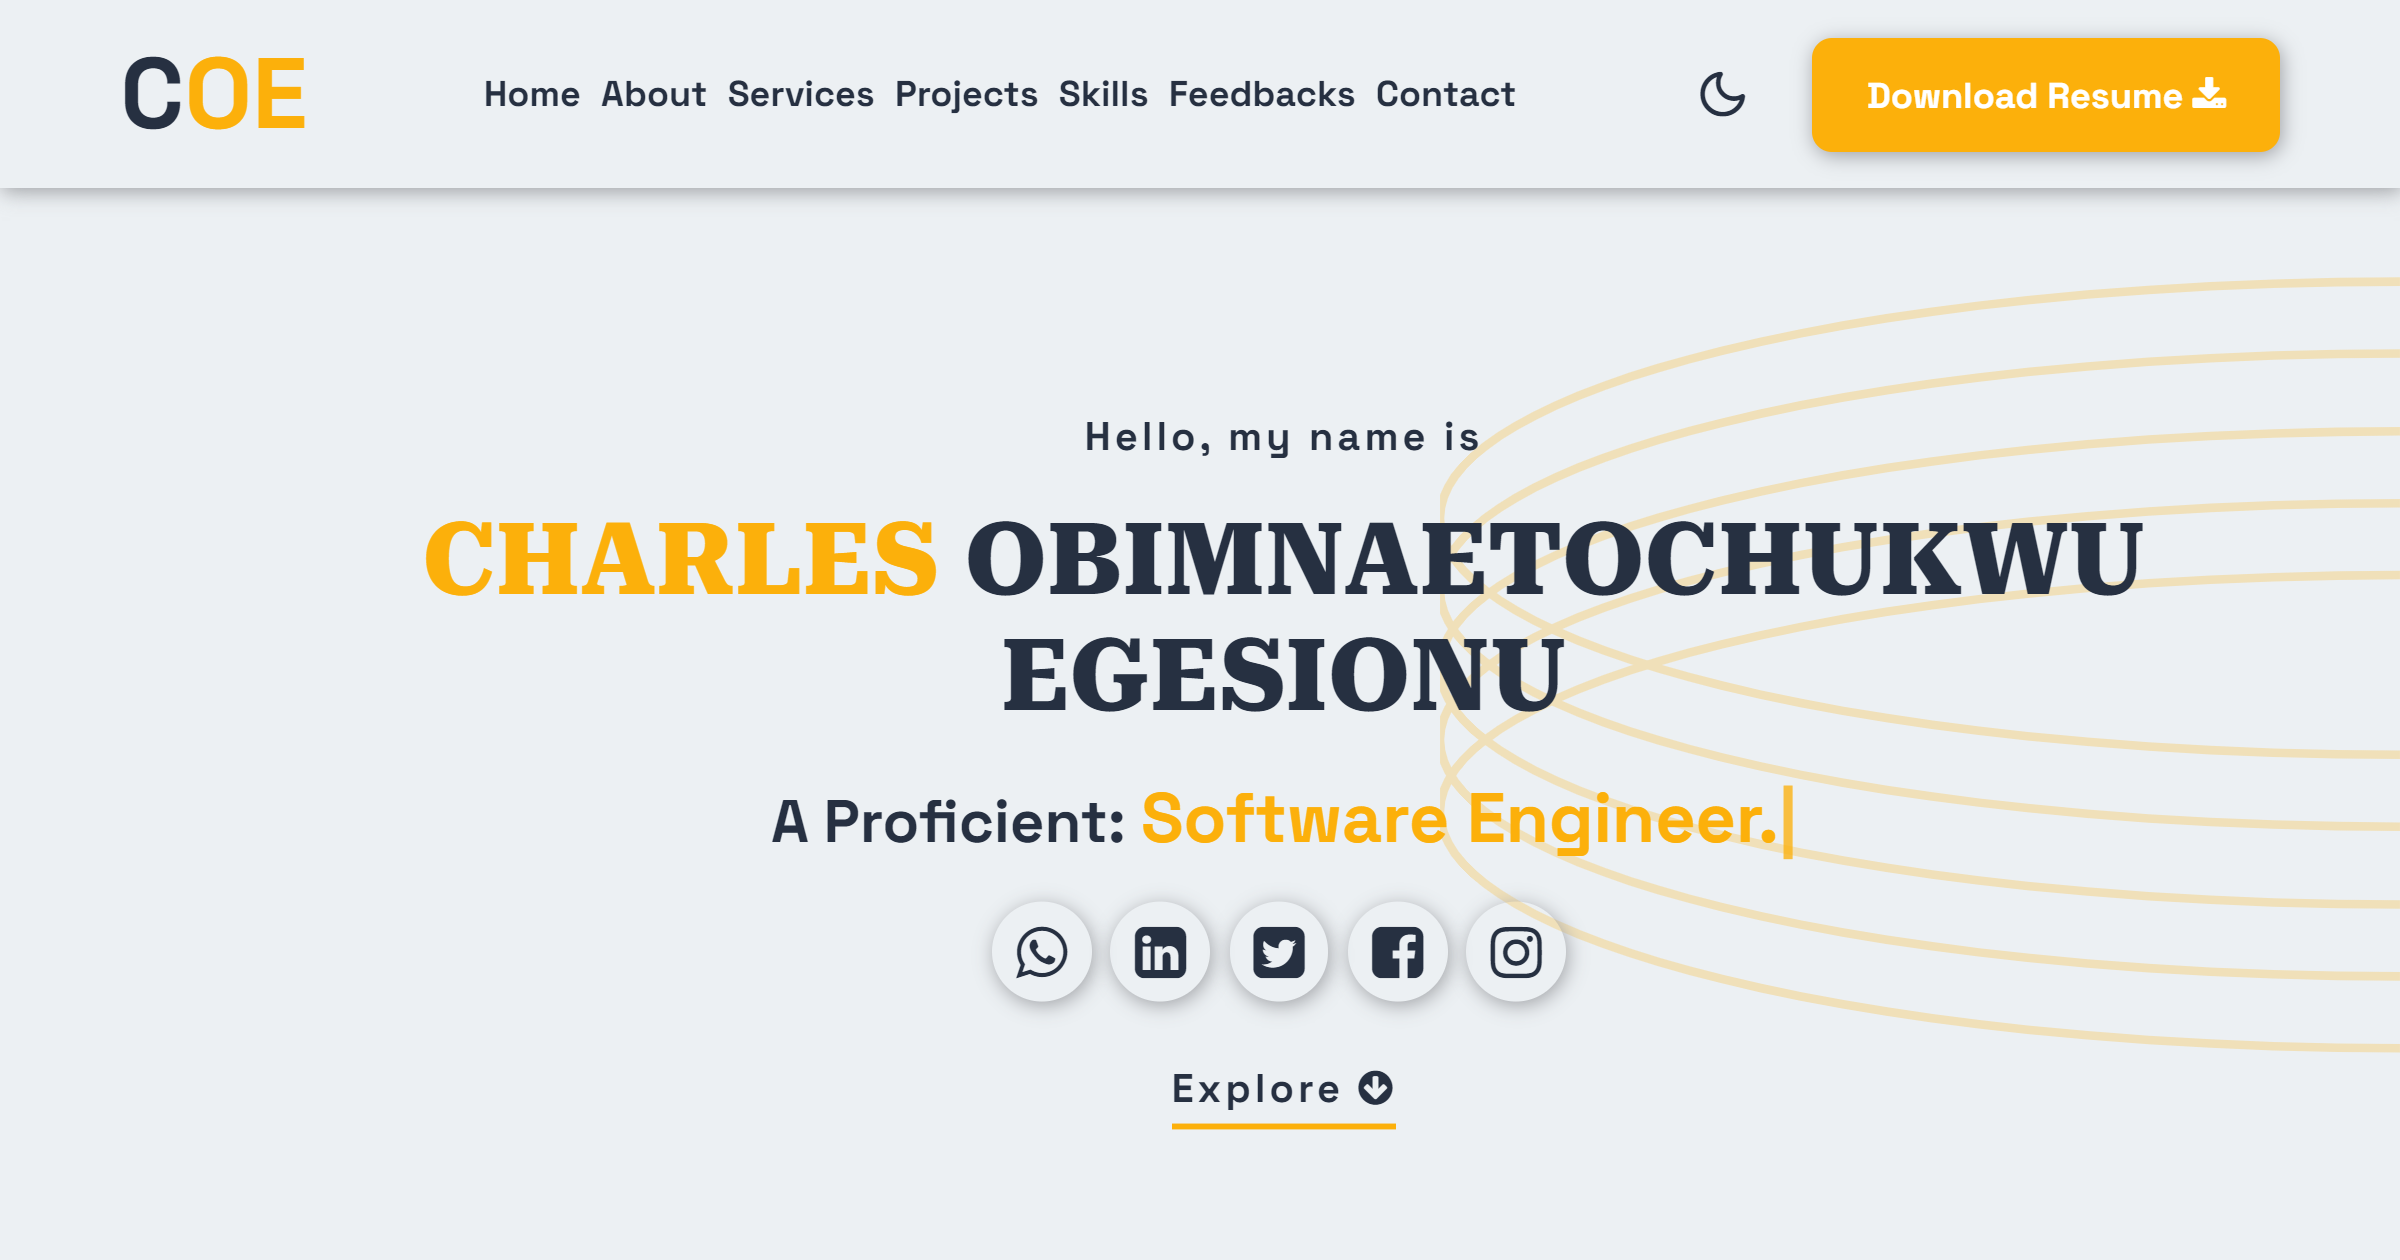 COE
Home About Services Projects Skills Feedbacks Contact
Download Resume
Hello, my name is
CHARLES OBIMNAETOCHUKWU
EGESIONU
A Proficient: Software Engineer.|
Explore